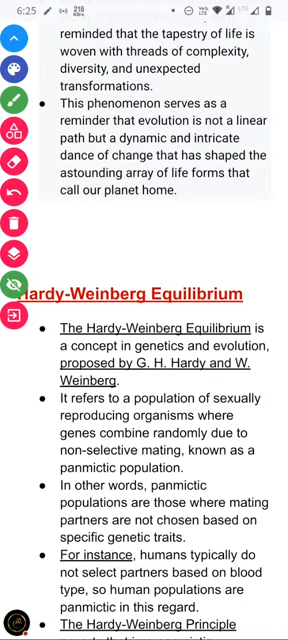 6:25
218
LTE
LTE
reminded that the tapestry of life is
woven with threads of complexity,
diversity, and unexpected
transformations.
● This phenomenon serves as a
reminder that evolution is not a linear
path but a dynamic and intricate
dance of change that has shaped the
astounding array of life forms that
call our planet home.
Hardy-Weinberg Equilibrium
● The Hardy-Weinberg Equilibrium is
a concept in genetics and evolution,
proposed by G. H. Hardy and W.
Weinberg.
● It refers to a population of sexually
reproducing organisms where
genes combine randomly due to
non-selective mating, known as a
panmictic population.
● In other words, panmictic
populations are those where mating
partners are not chosen based on
specific genetic traits.
● For instance, humans typically do
not select partners based on blood
type, so human populations are
panmictic in this regard.
● The Hardy-Weinberg Principle